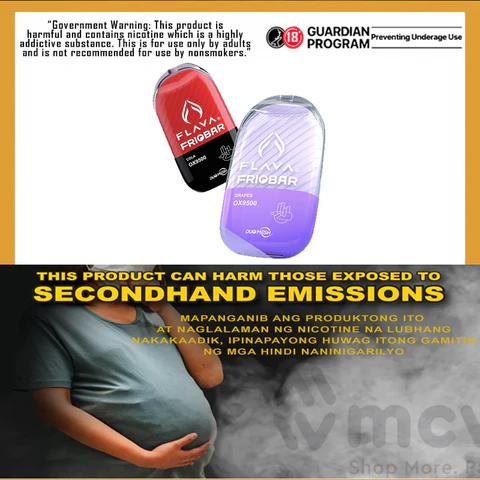 "Government Warning: This product is
harmful and contains nicotine which is a highly
addictive substance. This is for use only by adults
and is not recommended for use by nonsmokers."
18
GUARDIAN
PROGRAM
Preventing Underage Use
FLAVA
FRIOBAR
COLA
OX9500
FLAVA
FRIOBAR
GRAPES
OX9500
DUO MESH
THIS PRODUCT CAN HARM THOSE EXPOSED TO
SECONDHAND EMISSIONS
MAPANGANIB ANG PRODUKTONG ITO
AT NAGLALAMAN NG NICOTINE NA LUBHANG
NAKAKAADIK, IPINAPAYONG HUWAG ITONG GAMITIN
NG MGA HINDI NANINIGARILYO
Shop More.